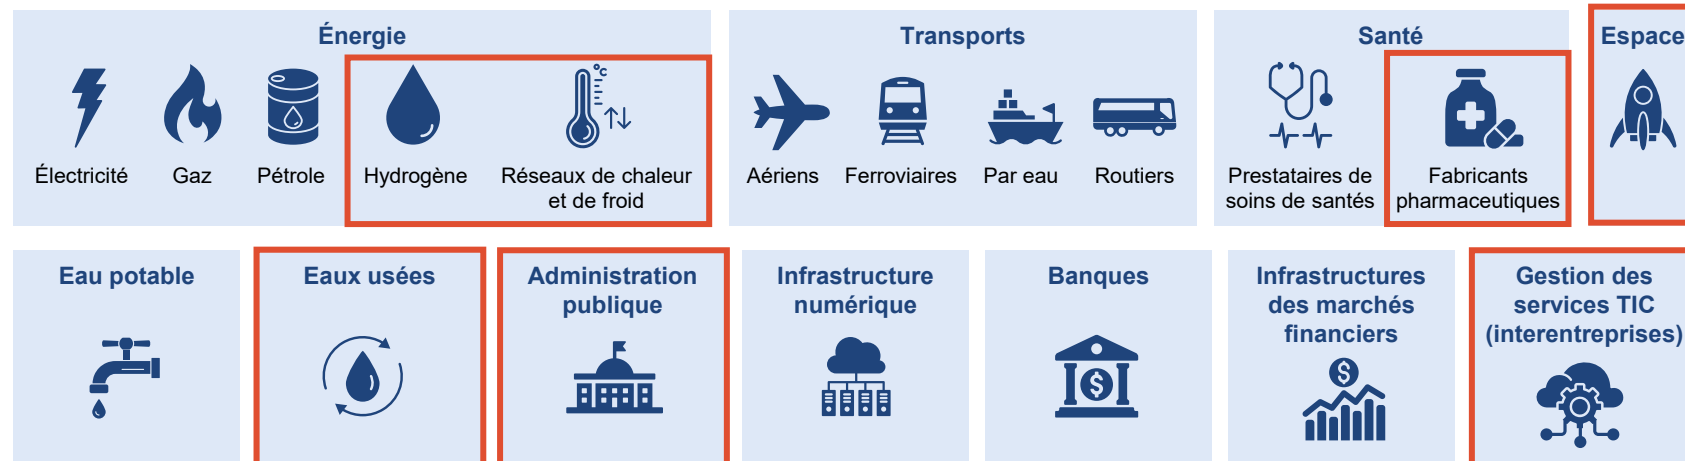 Énergie
Transports
Santé
Espace
°C
Électricité
Gaz
Pétrole
Hydrogène
Réseaux de chaleur
et de froid
Aériens
Ferroviaires
Par eau
Routiers
Prestataires de
soins de santés
Fabricants
pharmaceutiques
Eau potable
Eaux usées
Administration
publique
Infrastructure
numérique
Banques
$
Infrastructures
des marchés
financiers
$
Gestion des
services TIC
(interentreprises)